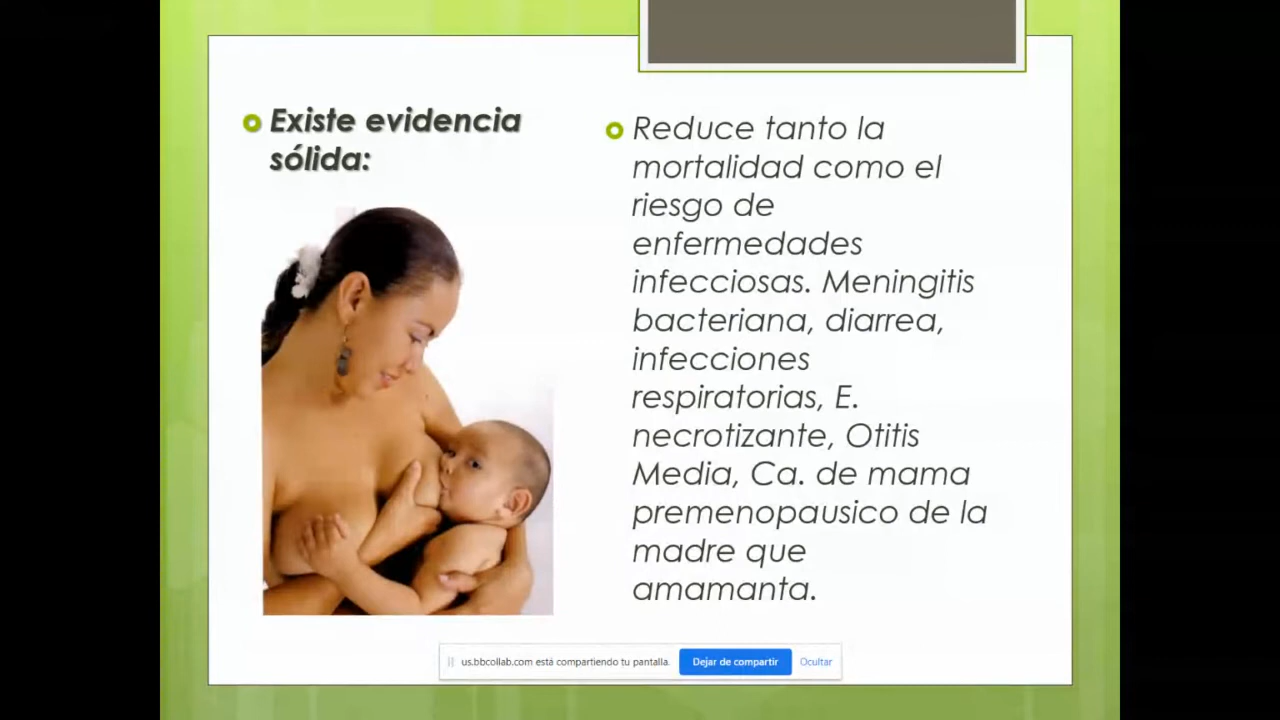 Existe evidencia
sólida:
Reduce tanto la
mortalidad como el
riesgo de
enfermedades
infecciosas. Meningitis
bacteriana, diarrea,
infecciones
respiratorias, E.
necrotizante, Otitis
Media, Ca. de mama
premenopausico de la
madre que
amamanta.
us.bbcollab.com está compartiendo tu pantalla. Dejar de compartir Ocultar